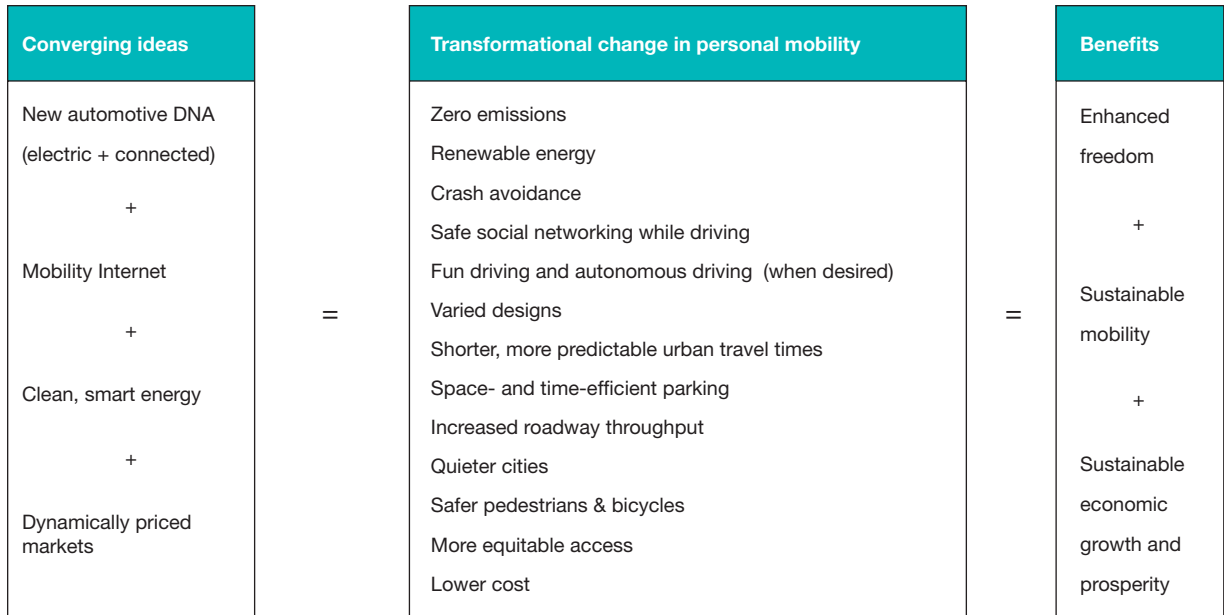 Converging ideas
New automotive DNA
(electric + connected)
+
Mobility Internet
+
Clean, smart energy
+
Dynamically priced
markets
=
Transformational change in personal mobility
Zero emissions
Renewable energy
Crash avoidance
Safe social networking while driving
Fun driving and autonomous driving (when desired)
Varied designs
Shorter, more predictable urban travel times
Space- and time-efficient parking
Increased roadway throughput
Quieter cities
Safer pedestrians & bicycles
More equitable access
Lower cost
=
Benefits
Enhanced
freedom
+
Sustainable
mobility
+
Sustainable
economic
growth and
prosperity